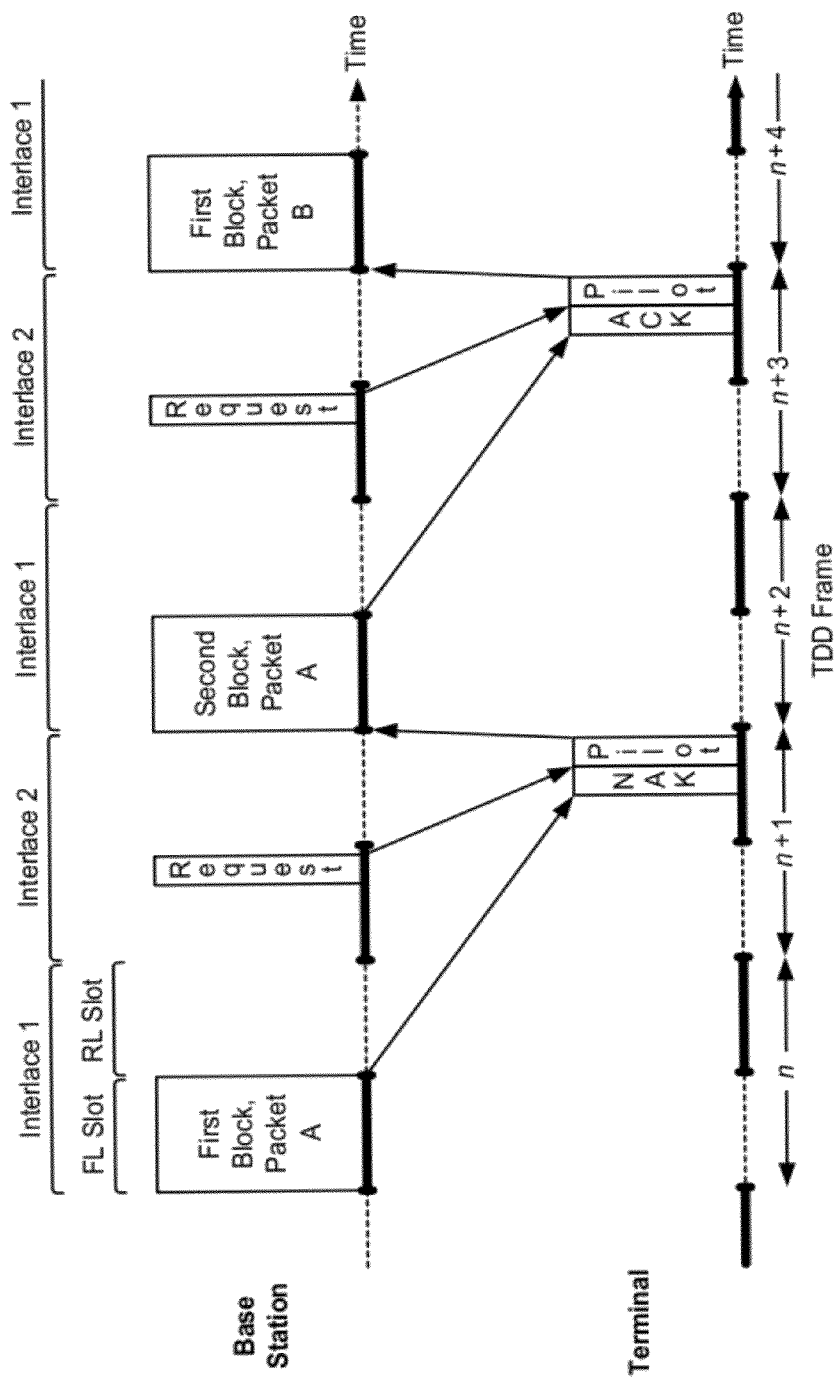 Interlace 1
Interlace 2
Interlace 1
Interlace 2
Interlace 1
FL Slot
RL Slot
First
Block,
Packet
A
Request
Second
Block,
Packet
A
Request
First
Block,
Packet
B
Base
Station
Time
NAK
Pilot
ACK
Pilot
Terminal
Time
n
n+1
n+2
n+3
n+4
TDD Frame